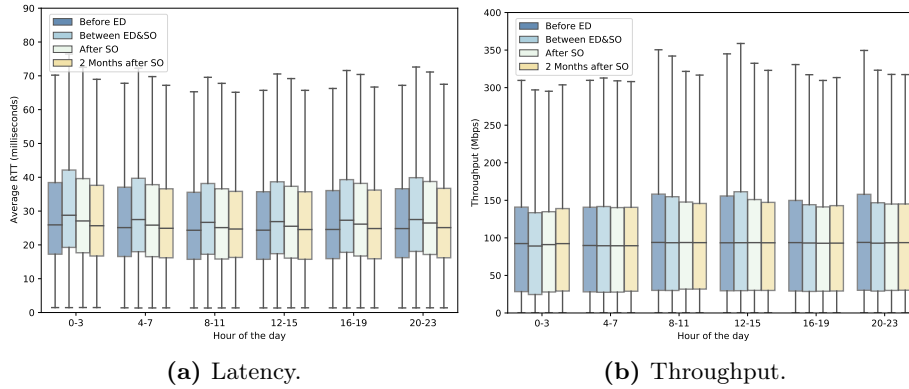 90
80
70
60
50
40
30
20
10
0
Average RTT (milliseconds)
Before ED
Between ED&SO
After SO
2 Months after SO
0-3
4-7
8-11
12-15
16-19
20-23
Hour of the day
(a) Latency.
400
350
300
250
200
150
100
50
0
Throughput (Mbps)
Before ED
Between ED&SO
After SO
2 Months after SO
0-3
4-7
8-11
12-15
16-19
20-23
Hour of the day
(b) Throughput.